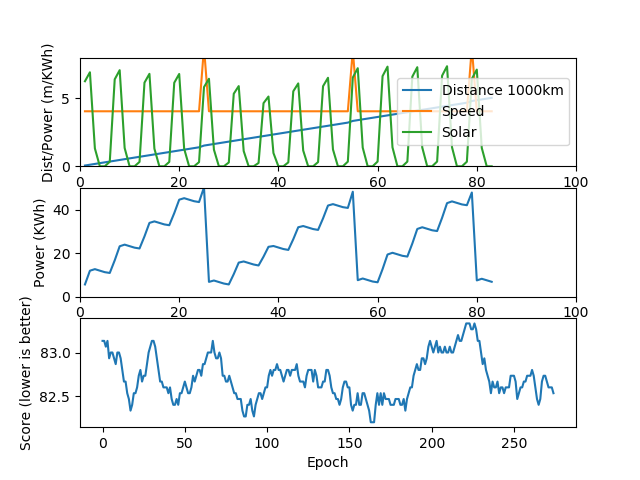 Dist/Power (m/KWh)
5
0
Distance 1000km
Speed
Solar
0 20 40 60 80 100
Power (KWh)
40
20
0
0 20 40 60 80 100
Score (lower is better)
83.0
82.5
0 50 100 150 200 250
Epoch